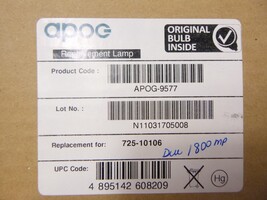 apog
ORIGINAL
BULB
INSIDE
Replacement Lamp
Product Code :
APOG-9577
Lot No. :
N11031705008
Replacement for: 725-10106
Dell 1800mp
UPC Code:
4 895142 608209
Hg